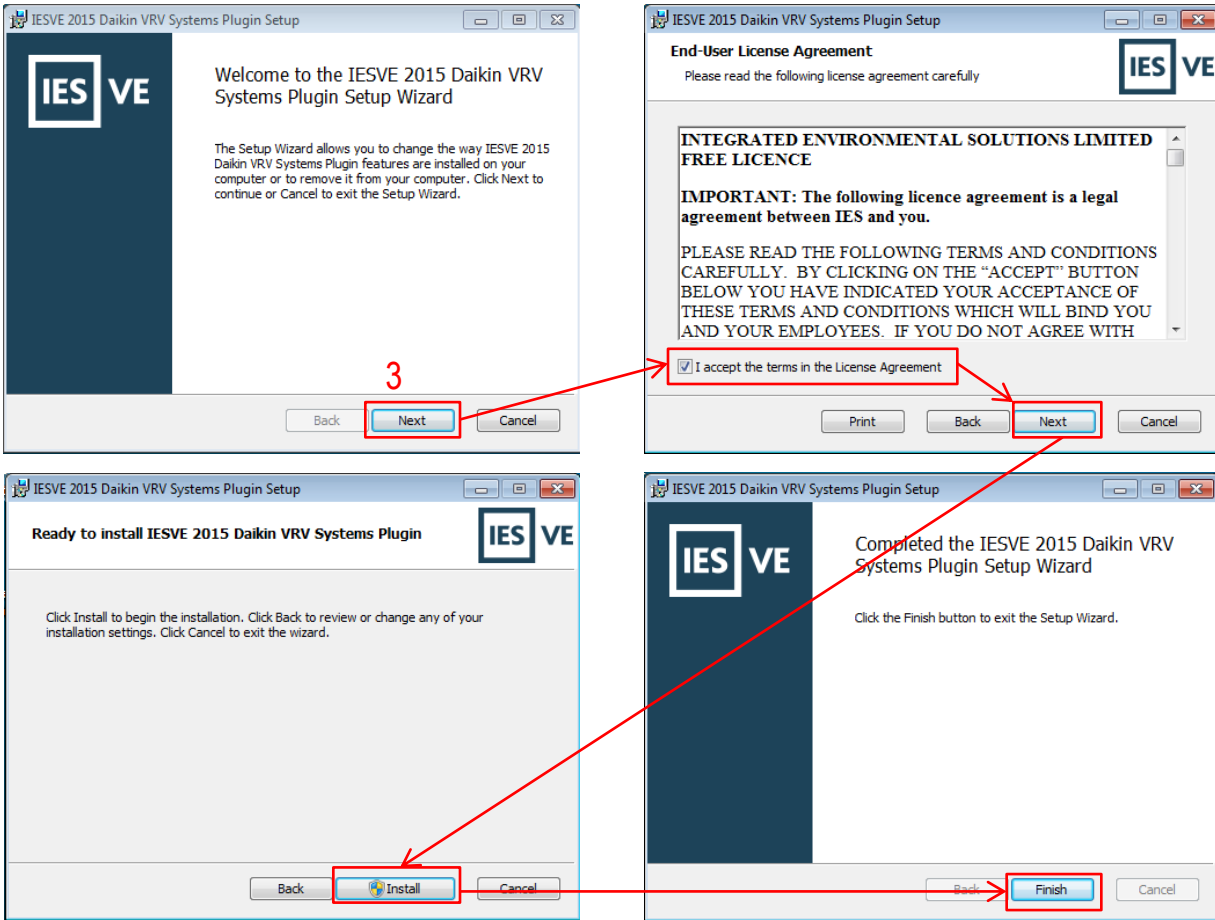 IESVE 2015 Daikin VRV Systems Plugin Setup
IES VE
Welcome to the IESVE 2015 Daikin VRV
Systems Plugin Setup Wizard
The Setup Wizard allows you to change the way IESVE 2015
Daikin VRV Systems Plugin features are installed on your
computer or to remove it from your computer. Click Next to
continue or Cancel to exit the Setup Wizard.
3
Back Next Cancel
IESVE 2015 Daikin VRV Systems Plugin Setup
End-User License Agreement
Please read the following license agreement carefully
IES VE
INTEGRATED ENVIRONMENTAL SOLUTIONS LIMITED
FREE LICENCE
IMPORTANT: The following licence agreement is a legal
agreement between IES and you.
PLEASE READ THE FOLLOWING TERMS AND CONDITIONS
CAREFULLY. BY CLICKING ON THE “ACCEPT” BUTTON
BELOW YOU HAVE INDICATED YOUR ACCEPTANCE OF
THESE TERMS AND CONDITIONS WHICH WILL BIND YOU
AND YOUR EMPLOYEES. IF YOU DO NOT AGREE WITH
I accept the terms in the License Agreement
Print Back Next Cancel
IESVE 2015 Daikin VRV Systems Plugin Setup
Ready to install IESVE 2015 Daikin VRV Systems Plugin
IES VE
Click Install to begin the installation. Click Back to review or change any of your
installation settings. Click Cancel to exit the wizard.
Back Install Cancel
IESVE 2015 Daikin VRV Systems Plugin Setup
IES VE
Completed the IESVE 2015 Daikin VRV
Systems Plugin Setup Wizard
Click the Finish button to exit the Setup Wizard.
Back Finish Cancel